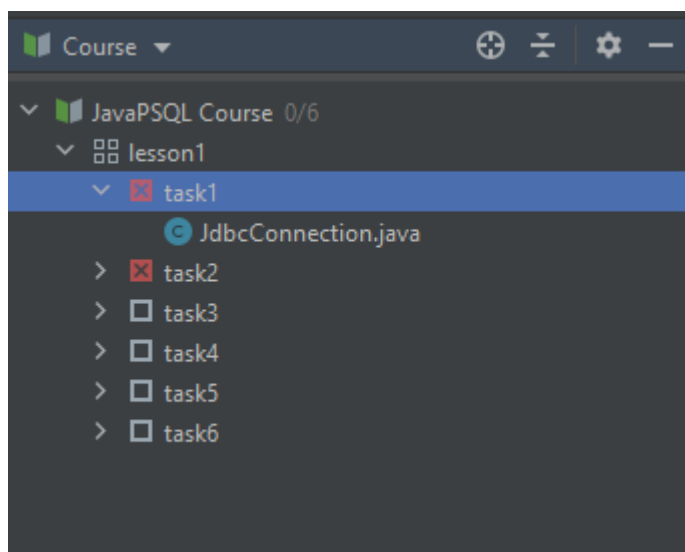 Course
JavaPSQL Course 0/6
lesson1
task1
C JdbcConnection.java
task2
task3
task4
task5
task6